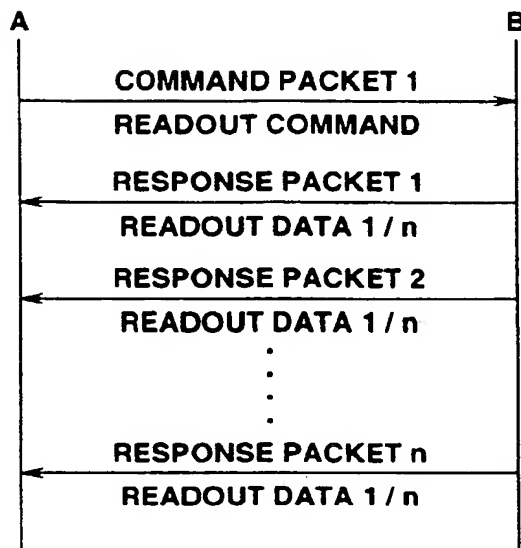 A B
COMMAND PACKET 1
READOUT COMMAND
RESPONSE PACKET 1
READOUT DATA 1 / n
RESPONSE PACKET 2
READOUT DATA 1 / n
RESPONSE PACKET n
READOUT DATA 1 / n